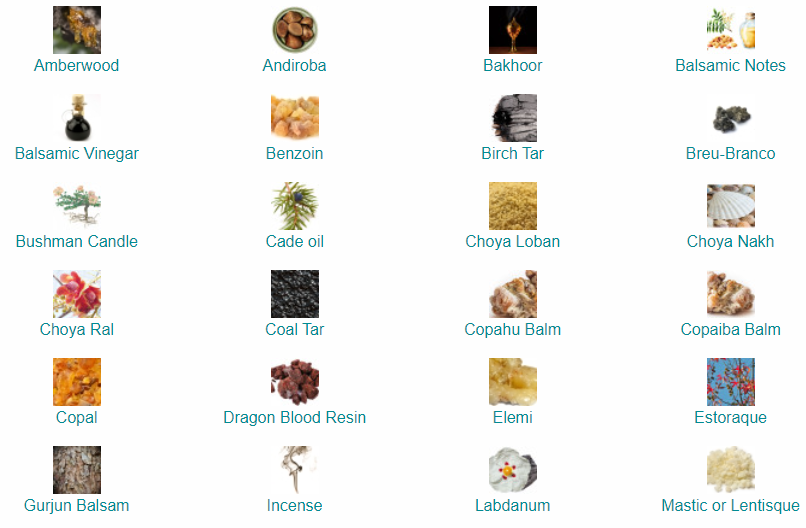 Amberwood
Andiroba
Bakhoor
Balsamic Notes
Balsamic Vinegar
Benzoin
Birch Tar
Breu-Branco
Bushman Candle
Cade oil
Choya Loban
Choya Nakh
Choya Ral
Coal Tar
Copahu Balm
Copaiba Balm
Copal
Dragon Blood Resin
Elemi
Estoraque
Gurjun Balsam
Incense
Labdanum
Mastic or Lentisque